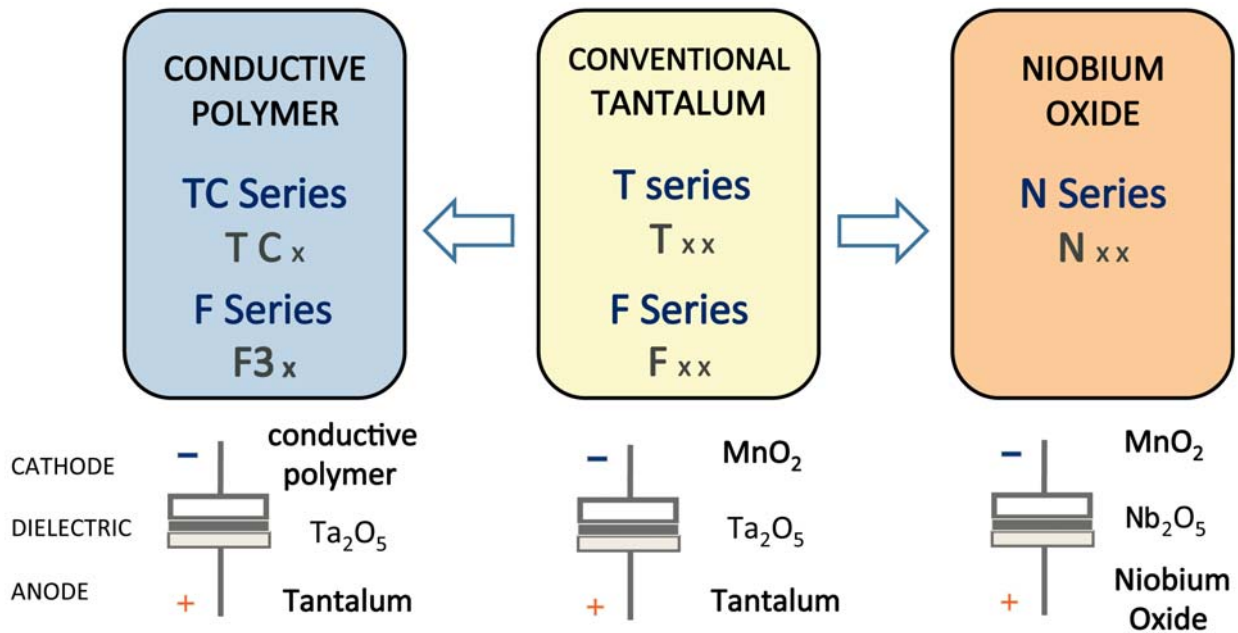 CONDUCTIVE
POLYMER
TC Series
T C x
F Series
F3 x
CONVENTIONAL
TANTALUM
T series
T x x
F Series
F x x
NIOBIUM
OXIDE
N Series
N x x
CATHODE
DIELECTRIC
ANODE
−
conductive
polymer
Ta₂O₅
+
Tantalum
−
MnO₂
Ta₂O₅
+
Tantalum
−
MnO₂
Nb₂O₅
+
Niobium
Oxide